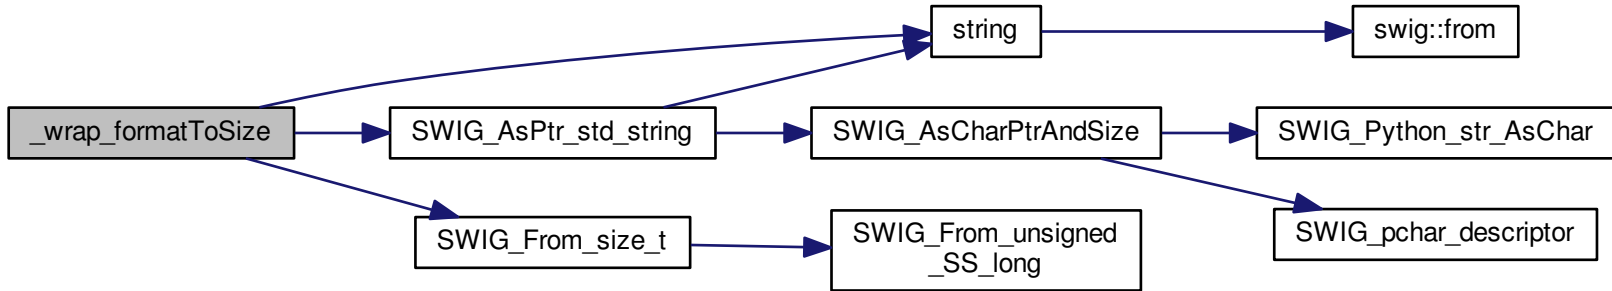 string
swig::from
_wrap_formatToSize
SWIG_AsPtr_std_string
SWIG_AsCharPtrAndSize
SWIG_Python_str_AsChar
SWIG_From_size_t
SWIG_From_unsigned
_SS_long
SWIG_pchar_descriptor